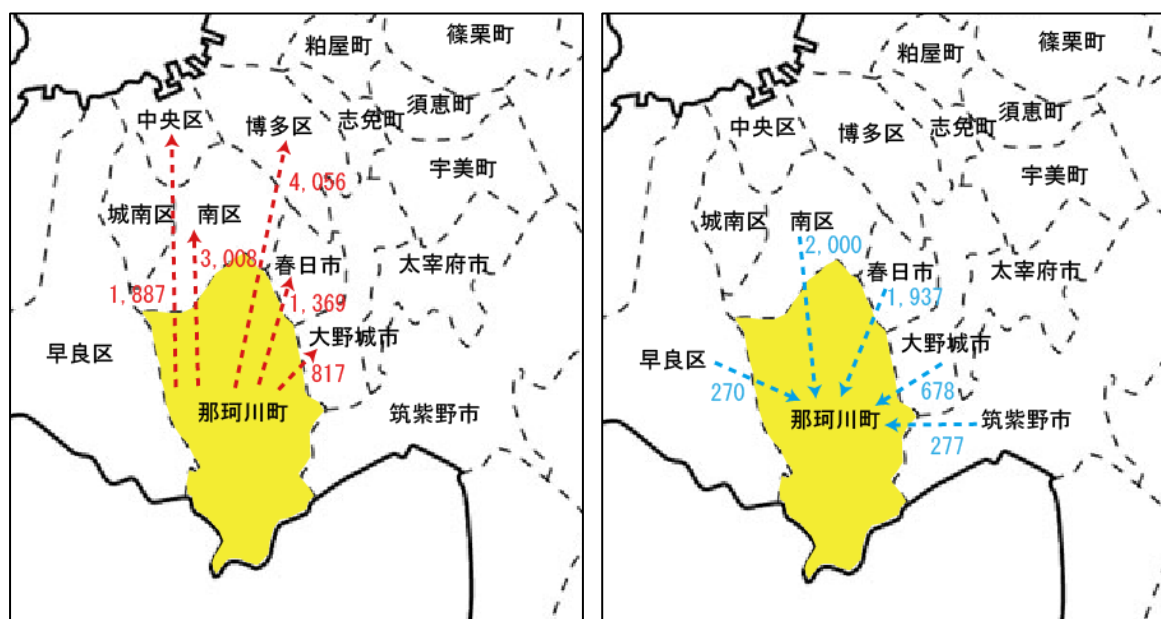 粕屋町
篠栗町
中央区
博多区
志免町
須恵町
宇美町
4,056
城南区
南区
3,008
春日市
太宰府市
1,887
1,369
大野城市
早良区
817
那珂川町
筑紫野市
粕屋町
篠栗町
中央区
博多区
志免町
須恵町
宇美町
城南区
南区
2,000
春日市
太宰府市
1,937
大野城市
早良区
270
678
那珂川町
筑紫野市
277